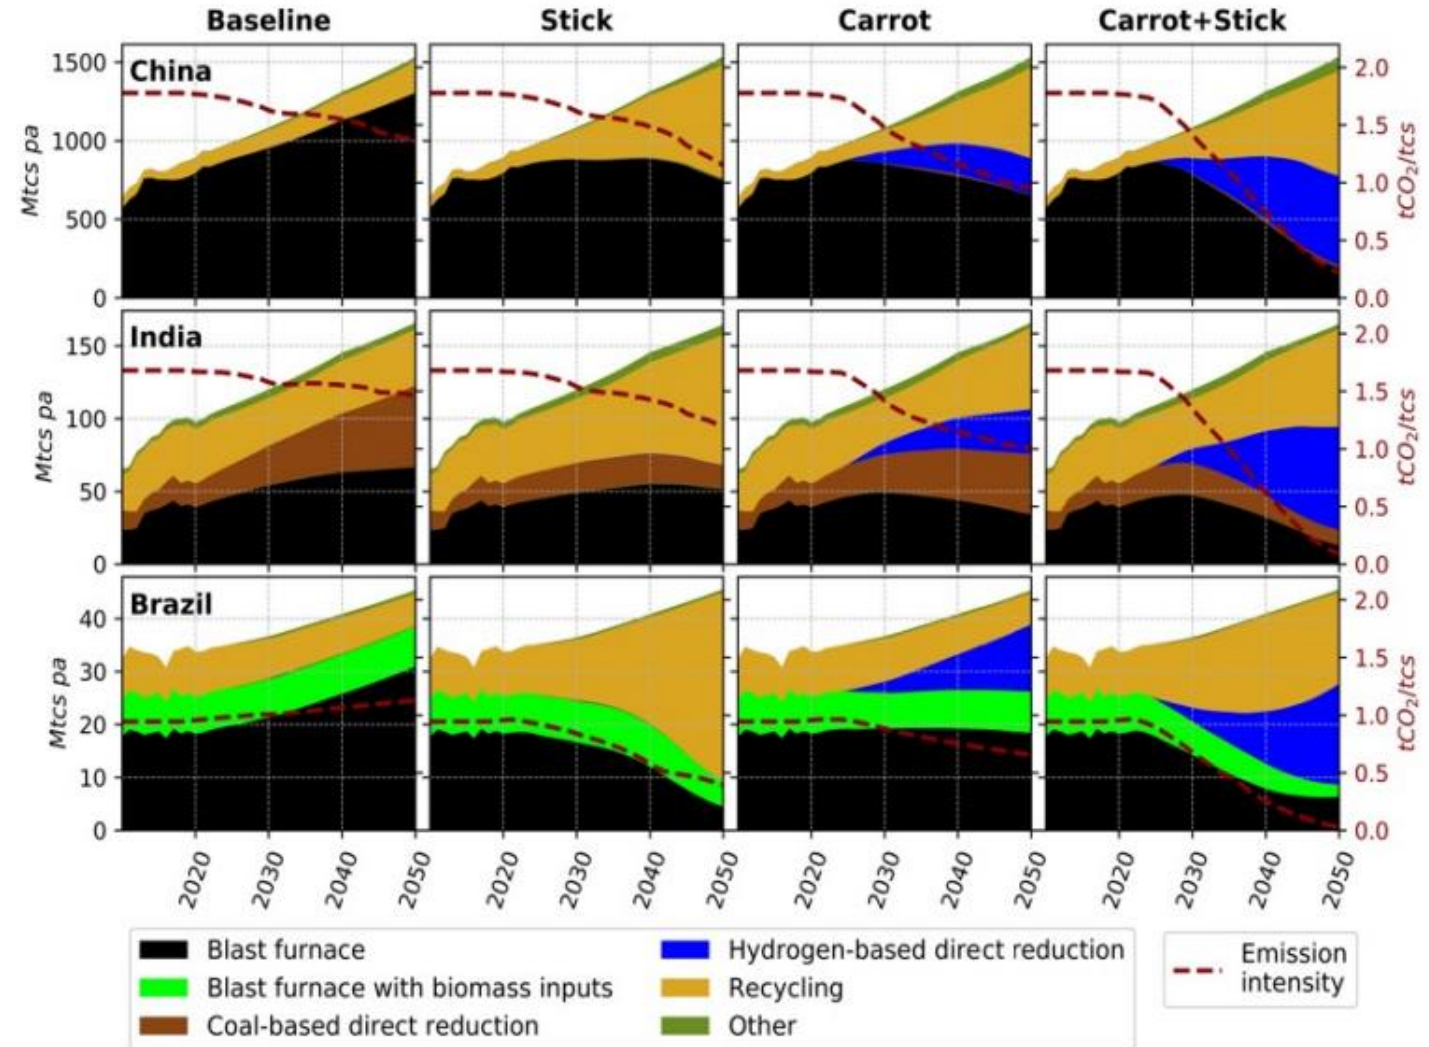 Baseline Stick Carrot Carrot+Stick
China
1500
1000
500
0
Mtcs pa
2.0
1.5
1.0
0.5
0.0
tCO₂/tcs
India
150
100
50
0
Mtcs pa
2.0
1.5
1.0
0.5
0.0
tCO₂/tcs
Brazil
40
30
20
10
0
Mtcs pa
2.0
1.5
1.0
0.5
0.0
tCO₂/tcs
2020 2030 2040 2050 2020 2030 2040 2050 2020 2030 2040 2050 2020 2030 2040 2050
Blast furnace
Blast furnace with biomass inputs
Coal-based direct reduction
Hydrogen-based direct reduction
Recycling
Other
Emission
intensity